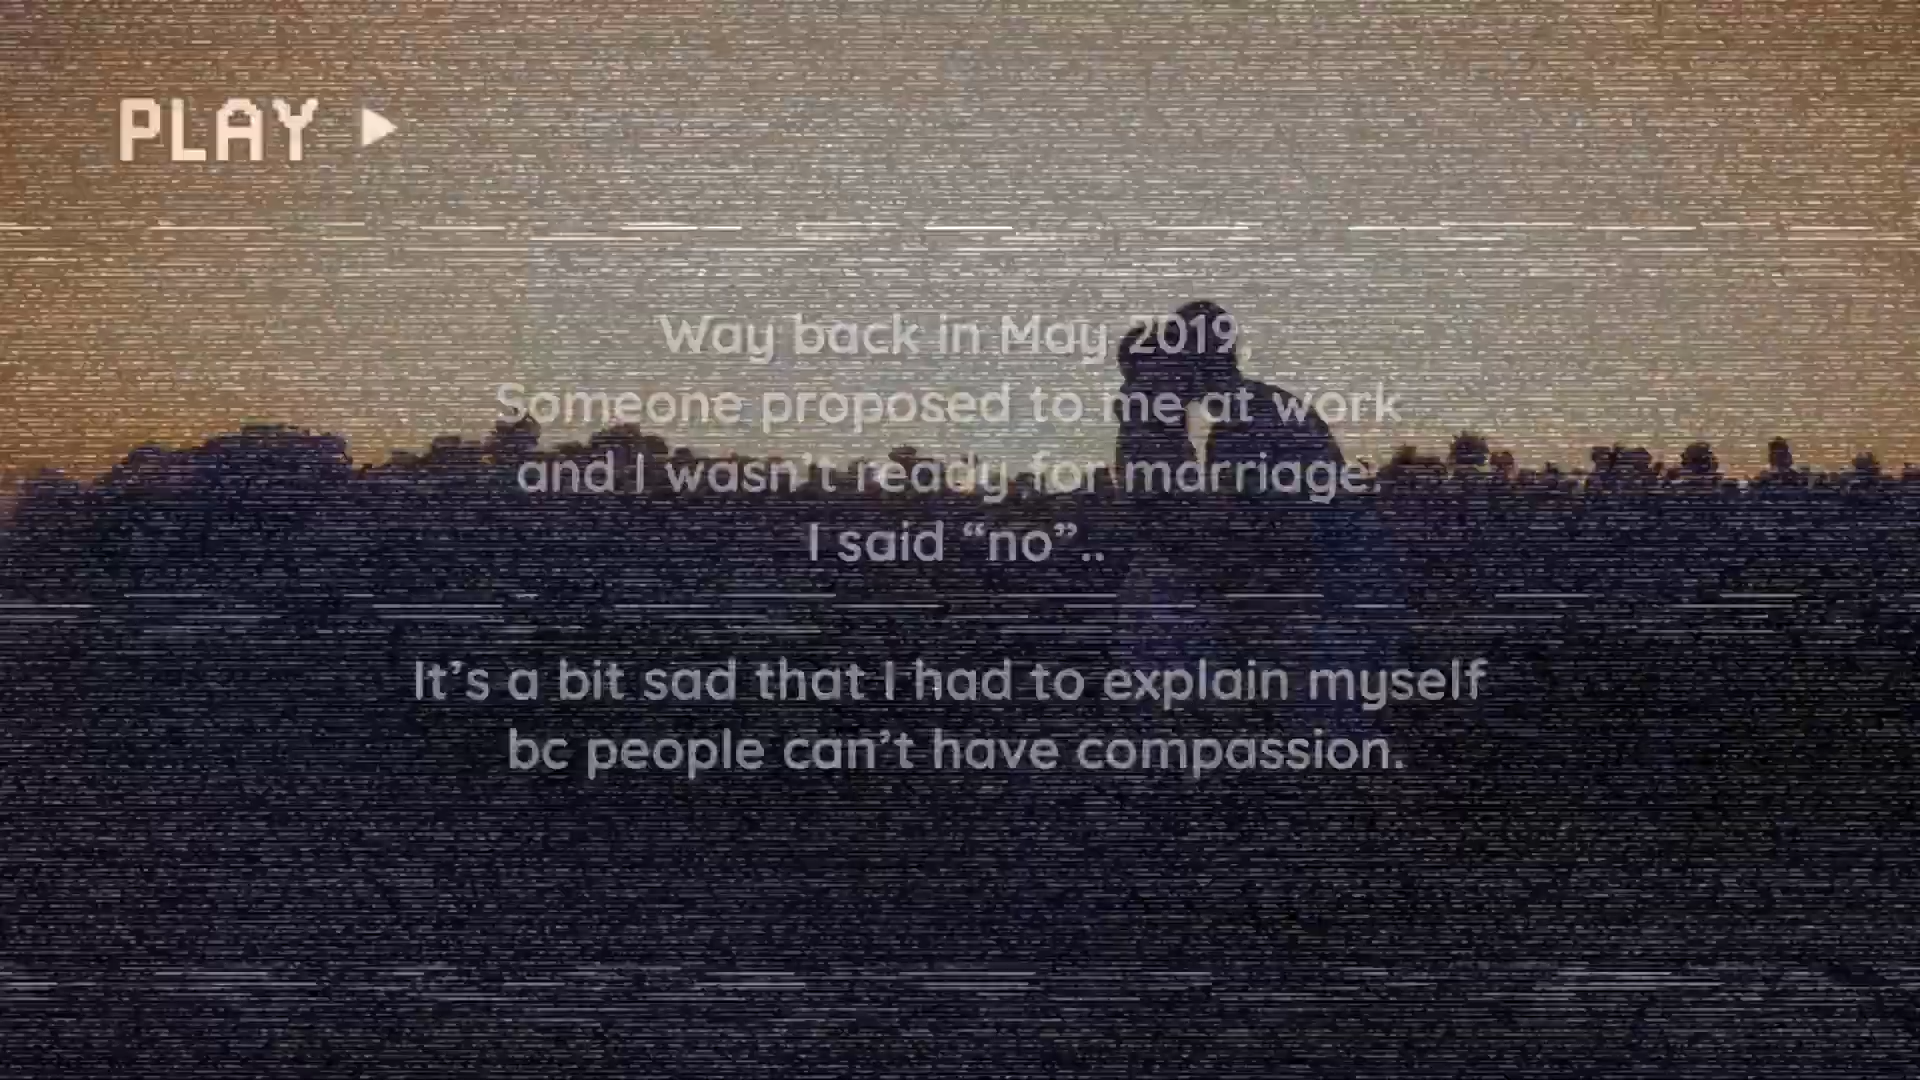 PLAY
Way back in May 2019,
Someone proposed to me at work
and I wasn't ready for marriage.
I said “no”..
It's a bit sad that I had to explain myself
bc people can't have compassion.